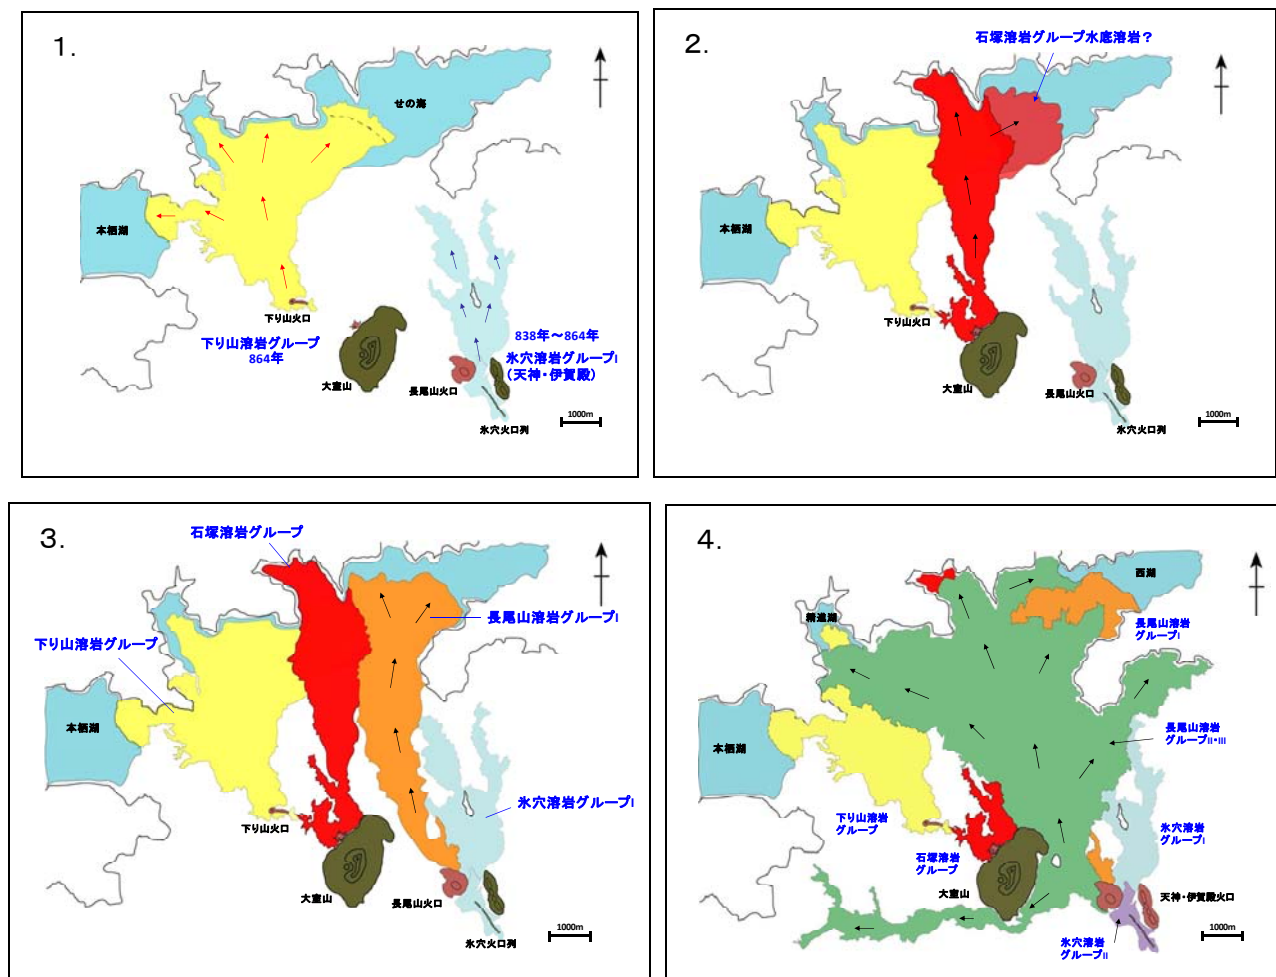 1.
せの海
本栖湖
下り山火口
下り山溶岩グループ
864年
838年～864年
氷穴溶岩グループI
(天神・伊賀殿)
大室山
長尾山火口
氷穴火口列
1000m
2.
石塚溶岩グループ水底溶岩？
本栖湖
下り山火口
大室山
長尾山火口
氷穴火口列
1000m
3.
石塚溶岩グループ
長尾山溶岩グループI
下り山溶岩グループ
本栖湖
氷穴溶岩グループI
下り山火口
大室山
長尾山火口
氷穴火口列
1000m
4.
西湖
精進湖
長尾山溶岩
グループI
長尾山溶岩
グループII・III
本栖湖
下り山溶岩
グループ
氷穴溶岩
グループI
石塚溶岩
グループ
大室山
天神・伊賀殿火口
氷穴溶岩
グループII
1000m